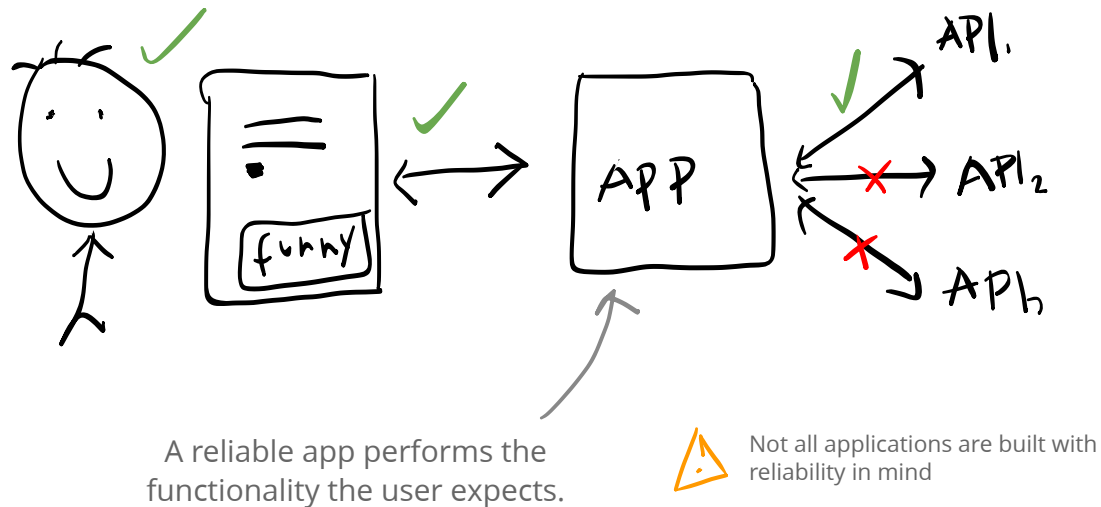 API1
funny
APP
API2
APIn
A reliable app performs the
functionality the user expects.
Not all applications are built with
reliability in mind